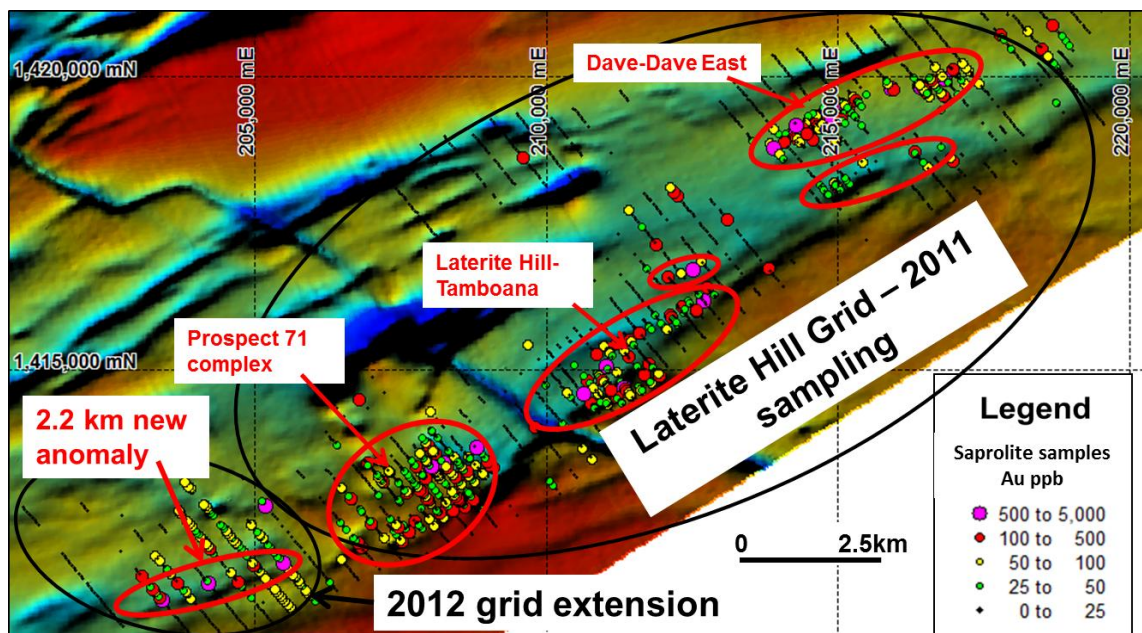 1,420,000 mN
205,000 mE
210,000 mE
215,000 mE
220,000 mE
Dave-Dave East
Laterite Hill-
Tamboana
Prospect 71
complex
1,415,000 mN
2.2 km new
anomaly
Laterite Hill Grid – 2011
sampling
2012 grid extension
0 2.5km
Legend
Saprolite samples
Au ppb
500 to 5,000
100 to 500
50 to 100
25 to 50
0 to 25